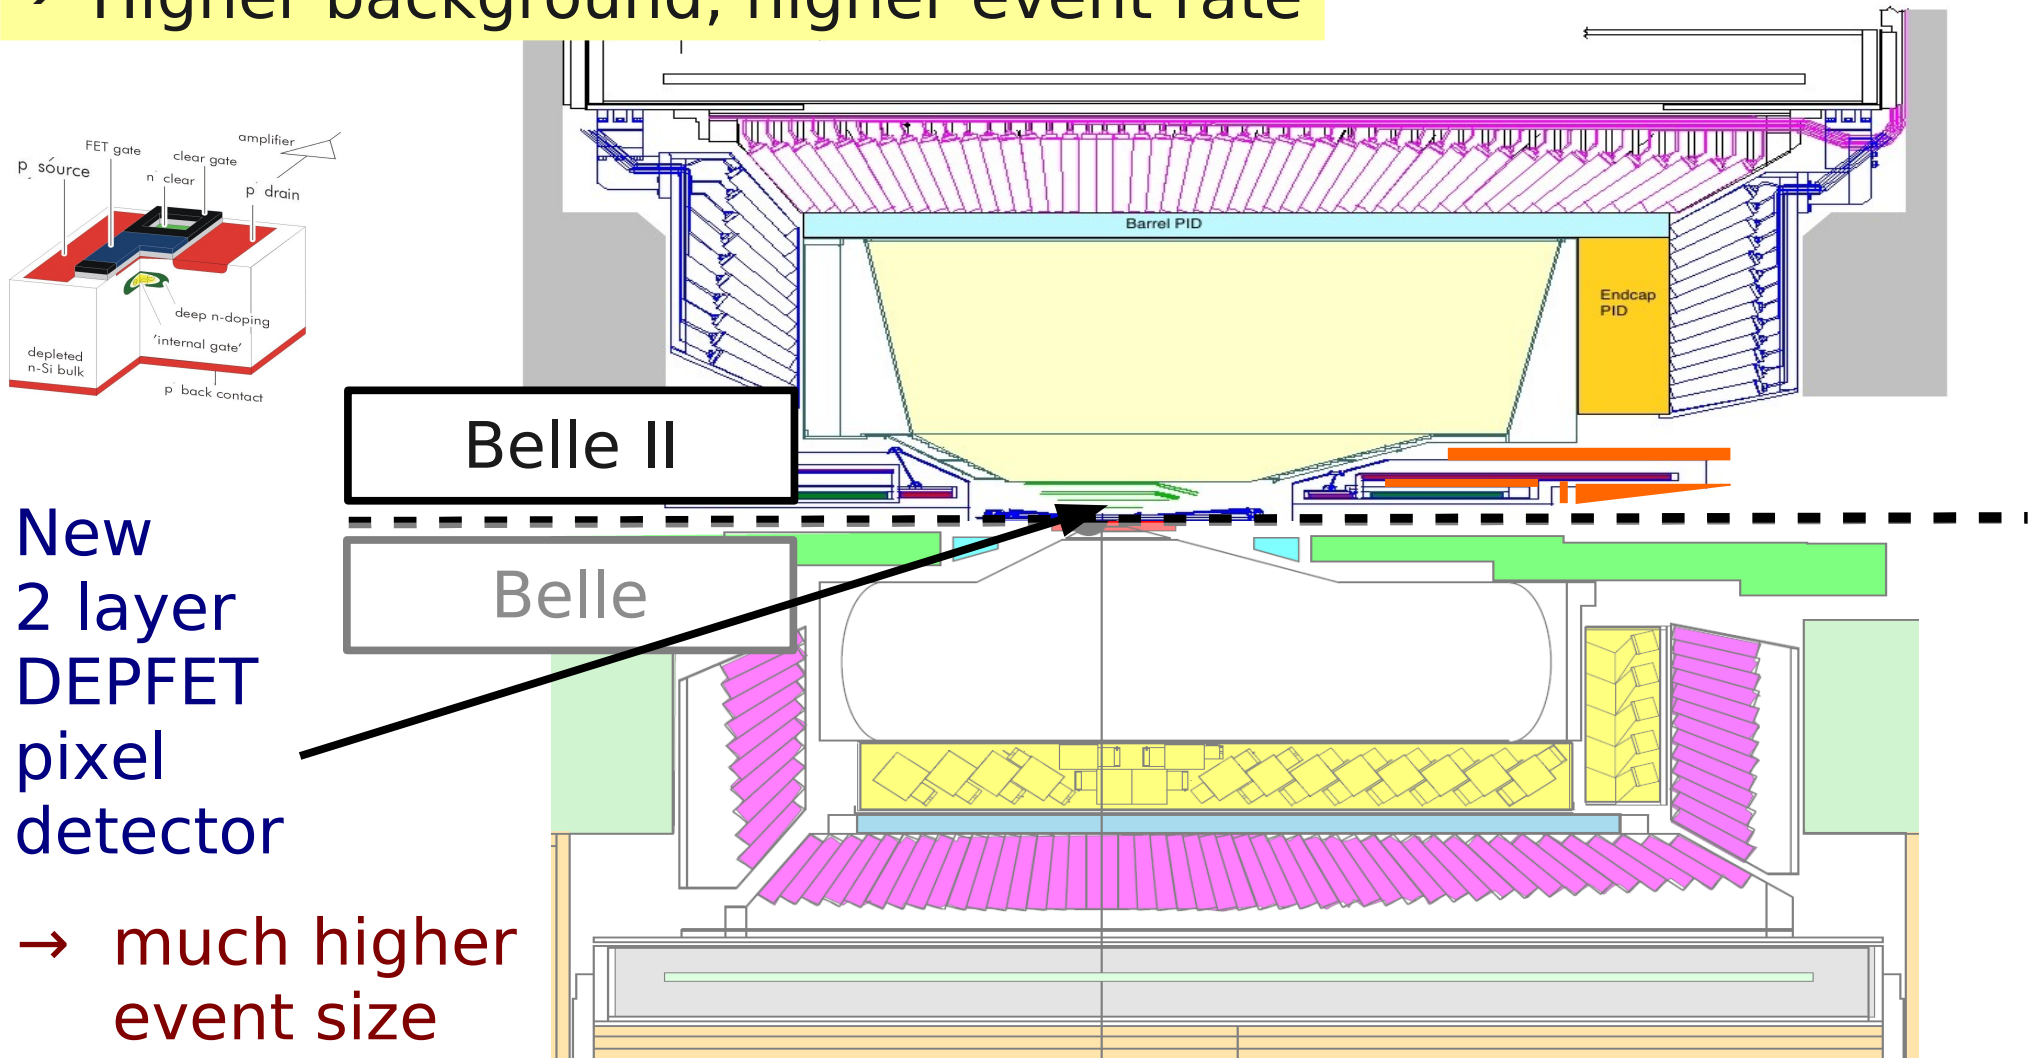 Higher background, higher event rate
amplifier
FET gate
clear gate
p source
n clear
p drain
deep n-doping
'internal gate'
depleted
n-Si bulk
p back contact
Barrel PID
Endcap
PID
Belle II
Belle
New
2 layer
DEPFET
pixel
detector
→ much higher
event size